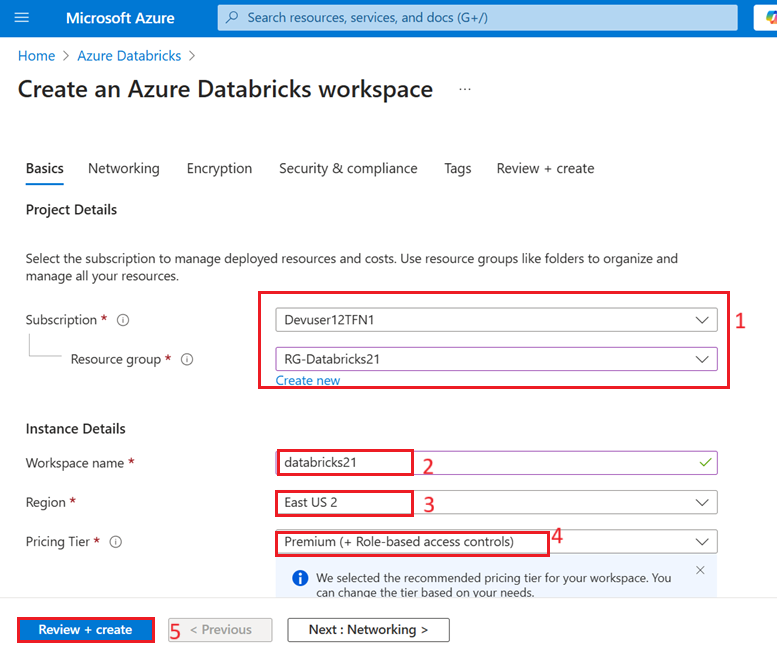 Microsoft Azure
Search resources, services, and docs (G+/)
Home > Azure Databricks >
Create an Azure Databricks workspace ...
Basics Networking Encryption Security & compliance Tags Review + create
Project Details
Select the subscription to manage deployed resources and costs. Use resource groups like folders to organize and
manage all your resources.
Subscription * Devuser12TFN1 1
Resource group * RG-Databricks21
Create new
Instance Details
Workspace name * databricks21 2
Region * East US 2 3
Pricing Tier * Premium (+ Role-based access controls) 4
We selected the recommended pricing tier for your workspace. You
can change the tier based on your needs.
Review + create 5 < Previous Next : Networking >